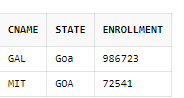 CNAME STATE ENROLLMENT
GAL Goa 986723
MIT GOA 72541